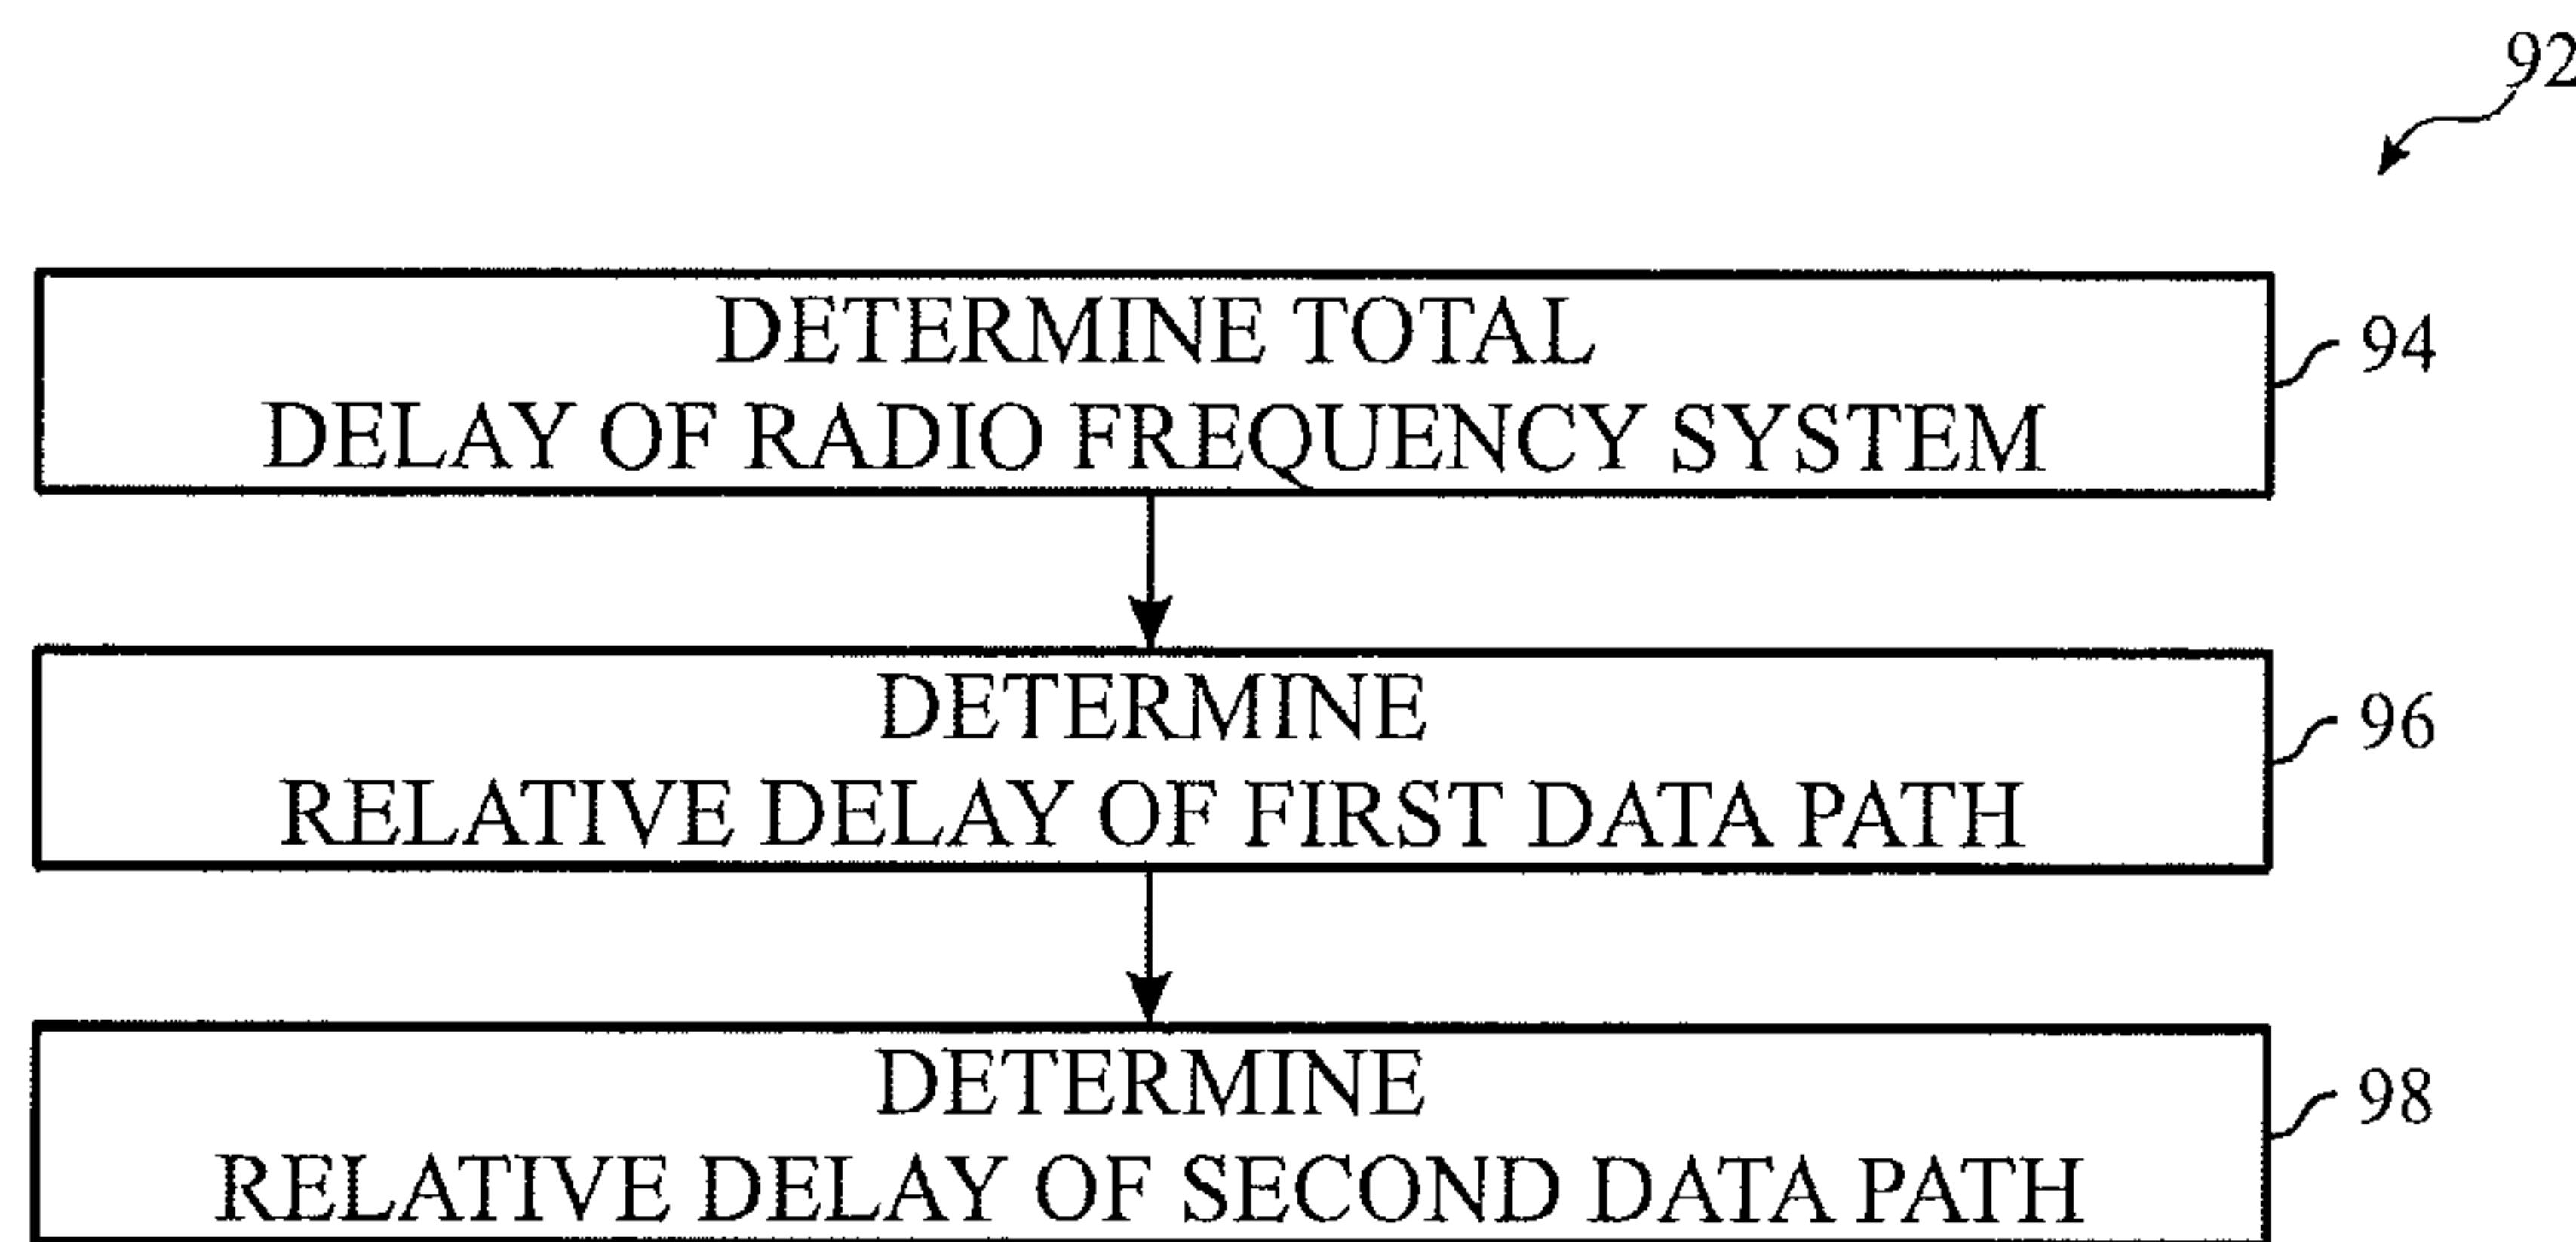 92
DETERMINE TOTAL
DELAY OF RADIO FREQUENCY SYSTEM
94
DETERMINE
RELATIVE DELAY OF FIRST DATA PATH
96
DETERMINE
RELATIVE DELAY OF SECOND DATA PATH
98